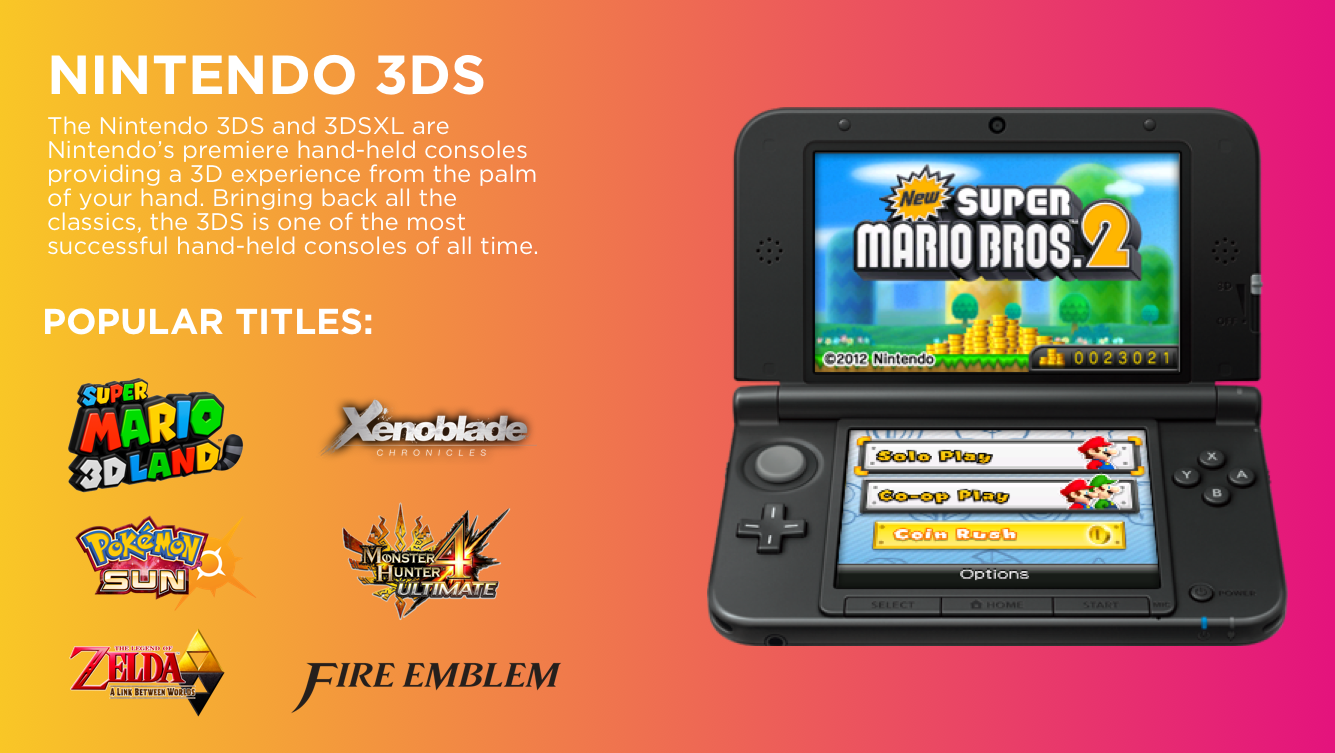 NINTENDO 3DS
The Nintendo 3DS and 3DSXL are
Nintendo’s premiere hand-held consoles
providing a 3D experience from the palm
of your hand. Bringing back all the
classics, the 3DS is one of the most
successful hand-held consoles of all time.
POPULAR TITLES:
SUPER
MARIO
3D LAND™
Xenoblade
CHRONICLES
POKéMON
SUN
MONSTER
HUNTER 4
ULTIMATE
THE LEGEND OF
ZELDA
A LINK BETWEEN WORLDS
FIRE EMBLEM
New SUPER
MARIO BROS.™ 2
©2012 Nintendo
0023021
3D
OFF
Solo Play
Co-op Play
Coin Rush
Options
X
Y A
B
SELECT HOME START MIC
POWER